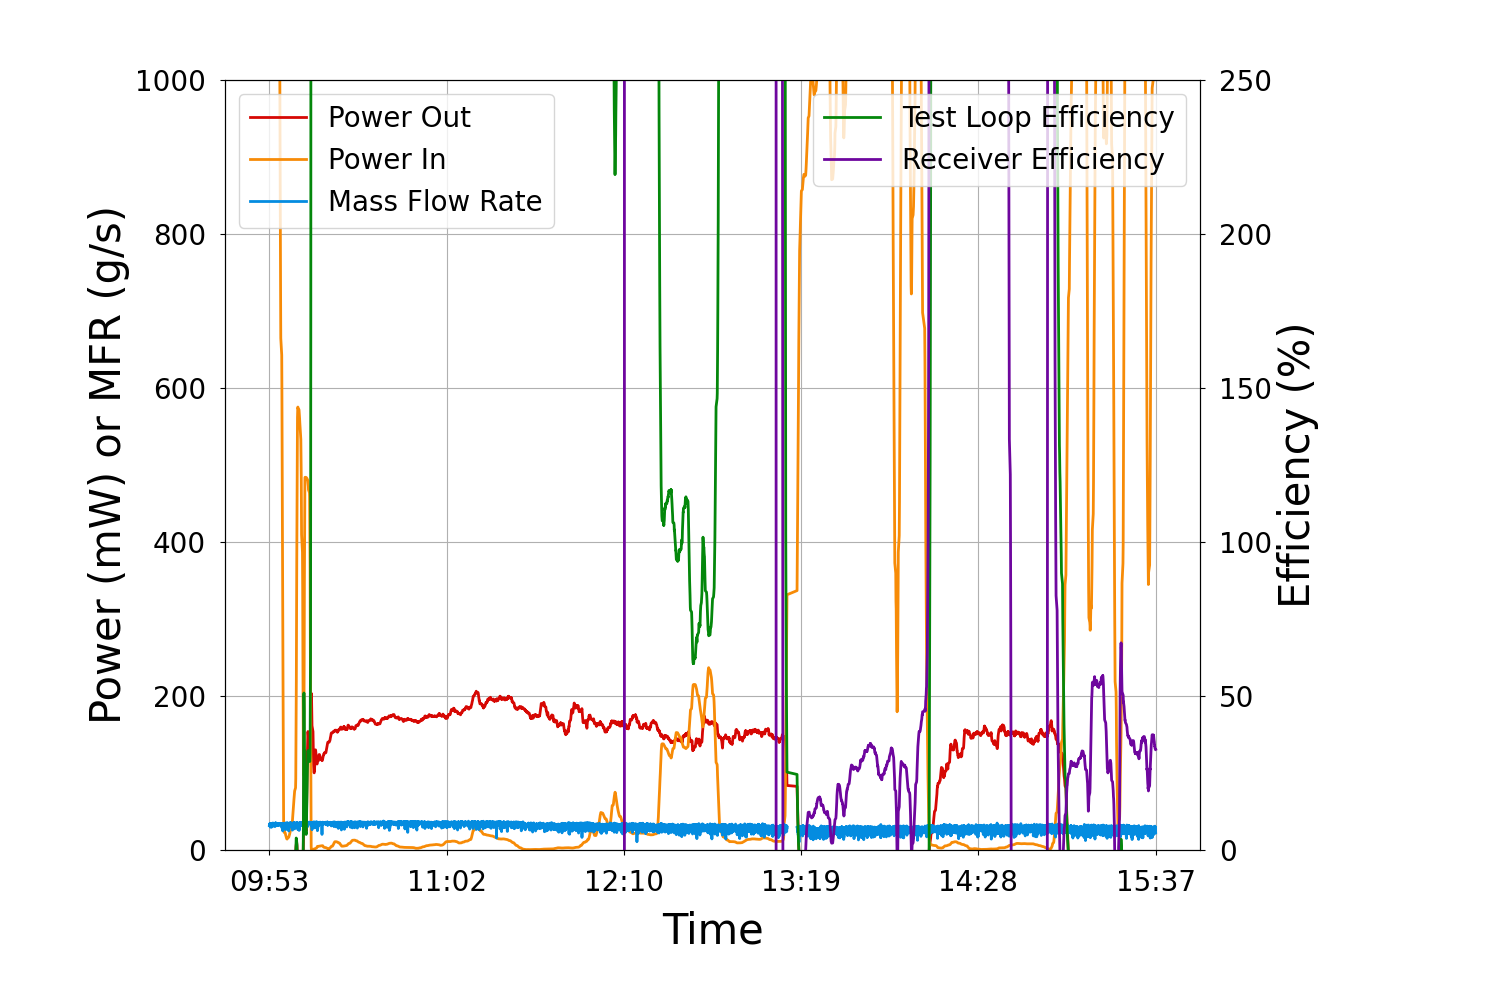 1000
800
600
400
200
0
Power (mW) or MFR (g/s)
Power Out
Power In
Mass Flow Rate
Test Loop Efficiency
Receiver Efficiency
250
200
150
100
50
0
Efficiency (%)
09:53 11:02 12:10 13:19 14:28 15:37
Time